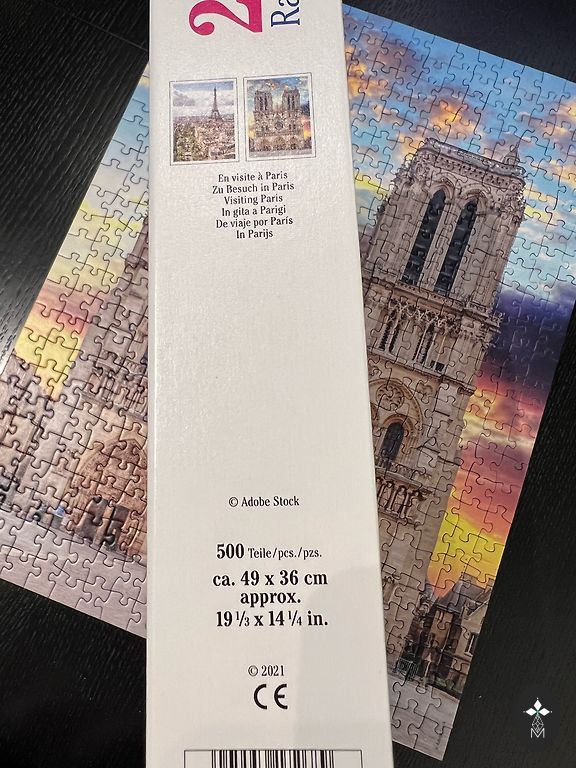 2
Ra
En visite à Paris
Zu Besuch in Paris
Visiting Paris
In gita a Parigi
De viaje por París
In Parijs
© Adobe Stock
500 Teile/pcs./pzs.
ca. 49 x 36 cm
approx.
19 1/3 x 14 1/4 in.
© 2021
CE
M